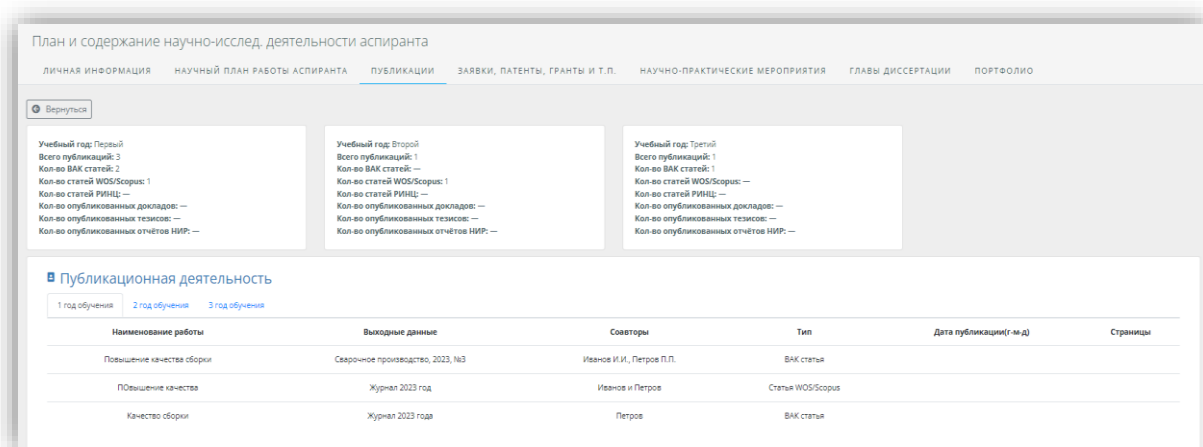 План и содержание научно-исслед. деятельности аспиранта
ЛИЧНАЯ ИНФОРМАЦИЯ НАУЧНЫЙ ПЛАН РАБОТЫ АСПИРАНТА ПУБЛИКАЦИИ ЗАЯВКИ, ПАТЕНТЫ, ГРАНТЫ И Т.П. НАУЧНО-ПРАКТИЧЕСКИЕ МЕРОПРИЯТИЯ ГЛАВЫ ДИССЕРТАЦИИ ПОРТФОЛИО
Вернуться
Учебный год: Первый
Всего публикаций: 3
Кол-во ВАК статей: 2
Кол-во статей WOS/Scopus: 1
Кол-во статей РИНЦ: —
Кол-во опубликованных докладов: —
Кол-во опубликованных тезисов: —
Кол-во опубликованных отчётов НИР: —
Учебный год: Второй
Всего публикаций: 1
Кол-во ВАК статей: —
Кол-во статей WOS/Scopus: 1
Кол-во статей РИНЦ: —
Кол-во опубликованных докладов: —
Кол-во опубликованных тезисов: —
Кол-во опубликованных отчётов НИР: —
Учебный год: Третий
Всего публикаций: 1
Кол-во ВАК статей: 1
Кол-во статей WOS/Scopus: —
Кол-во статей РИНЦ: —
Кол-во опубликованных докладов: —
Кол-во опубликованных тезисов: —
Кол-во опубликованных отчётов НИР: —
Публикационная деятельность
1 год обучения 2 год обучения 3 год обучения
Наименование работы Выходные данные Соавторы Тип Дата публикации(г-м-д) Страницы
Повышение качества сборки Сварочное производство, 2023, №3 Иванов И.И., Петров П.П. ВАК статья
ПОвышение качества Журнал 2023 год Иванов и Петров Статья WOS/Scopus
Качество сборки Журнал 2023 года Петров ВАК статья